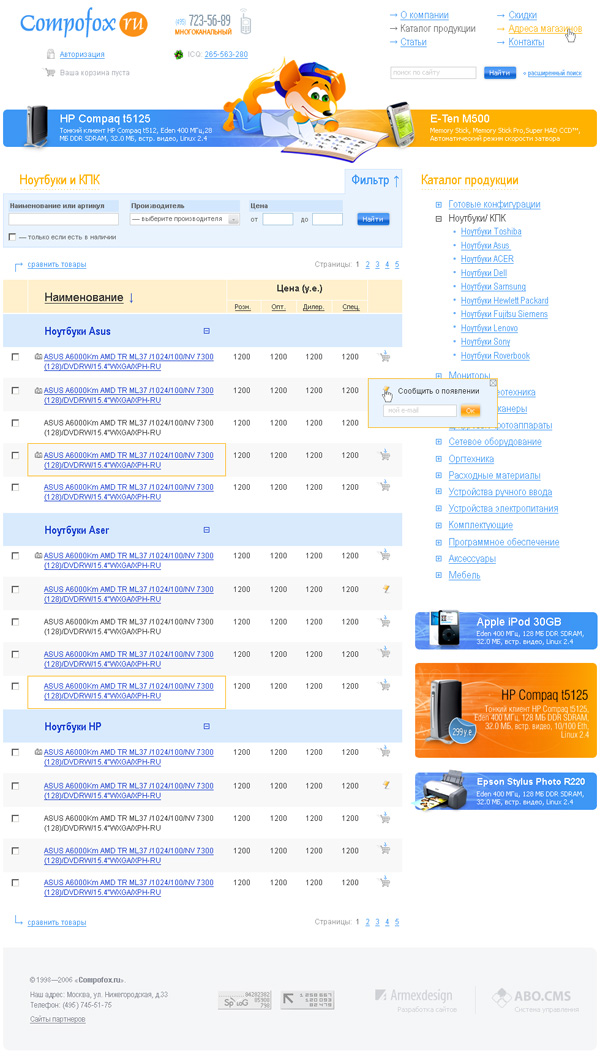 Compofox ru
(495) 723-56-89
МНОГОКАНАЛЬНЫЙ
О компании
Каталог продукции
Статьи
Скидки
Адреса магазинов
Контакты
Авторизация
ICQ: 265-563-280
Ваша корзина пуста
поиск по сайту
Найти
расширенный поиск
HP Compaq t5125
Тонкий клиент HP Compaq t512, Eden 400 МГц,28
МБ DDR SDRAM, 32.0 МБ, встр. видео, Linux 2.4
E-Ten M500
Memory Stick, Memory Stick Pro,Super HAD CCD™,
Автоматический режим скорости затвора
Ноутбуки и КПК
Фильтр ↑
Наименование или артикул
Производитель
Цена
— выберите производителя
от
до
Найти
— только если есть в наличии
сравнить товары
Страницы: 1 2 3 4 5
Наименование ↓
Цена (у.е.)
Розн. Опт. Дилер. Спец.
Ноутбуки Asus
ASUS A6000Km AMD TR ML37 /1024/100/NV 7300 1200 1200 1200 1200
(128)/DVDRW/15.4"WXGA/XPH-RU
ASUS A6000Km AMD TR ML37 /1024/100/NV 7300 1200 1200 1200 1200
(128)/DVDRW/15.4"WXGA/XPH-RU
ASUS A6000Km AMD TR ML37 /1024/100/NV 7300 1200 1200 1200 1200
(128)/DVDRW/15.4"WXGA/XPH-RU
ASUS A6000Km AMD TR ML37 /1024/100/NV 7300 1200 1200 1200 1200
(128)/DVDRW/15.4"WXGA/XPH-RU
ASUS A6000Km AMD TR ML37 /1024/100/NV 7300 1200 1200 1200 1200
(128)/DVDRW/15.4"WXGA/XPH-RU
Ноутбуки Aser
ASUS A6000Km AMD TR ML37 /1024/100/NV 7300 1200 1200 1200 1200
(128)/DVDRW/15.4"WXGA/XPH-RU
ASUS A6000Km AMD TR ML37 /1024/100/NV 7300 1200 1200 1200 1200
(128)/DVDRW/15.4"WXGA/XPH-RU
ASUS A6000Km AMD TR ML37 /1024/100/NV 7300 1200 1200 1200 1200
(128)/DVDRW/15.4"WXGA/XPH-RU
ASUS A6000Km AMD TR ML37 /1024/100/NV 7300 1200 1200 1200 1200
(128)/DVDRW/15.4"WXGA/XPH-RU
ASUS A6000Km AMD TR ML37 /1024/100/NV 7300 1200 1200 1200 1200
(128)/DVDRW/15.4"WXGA/XPH-RU
Ноутбуки HP
ASUS A6000Km AMD TR ML37 /1024/100/NV 7300 1200 1200 1200 1200
(128)/DVDRW/15.4"WXGA/XPH-RU
ASUS A6000Km AMD TR ML37 /1024/100/NV 7300 1200 1200 1200 1200
(128)/DVDRW/15.4"WXGA/XPH-RU
ASUS A6000Km AMD TR ML37 /1024/100/NV 7300 1200 1200 1200 1200
(128)/DVDRW/15.4"WXGA/XPH-RU
ASUS A6000Km AMD TR ML37 /1024/100/NV 7300 1200 1200 1200 1200
(128)/DVDRW/15.4"WXGA/XPH-RU
ASUS A6000Km AMD TR ML37 /1024/100/NV 7300 1200 1200 1200 1200
(128)/DVDRW/15.4"WXGA/XPH-RU
сравнить товары
Страницы: 1 2 3 4 5
Каталог продукции
Готовые конфигурации
Ноутбуки/ КПК
Ноутбуки Toshiba
Ноутбуки Asus
Ноутбуки ACER
Ноутбуки Dell
Ноутбуки Samsung
Ноутбуки Hewlett Packard
Ноутбуки Fujitsu Siemens
Ноутбуки Lenovo
Ноутбуки Sony
Ноутбуки Roverbook
Мониторы
Сообщить о появлении
мой e-mail
ОК
Сетевое оборудование
Оргтехника
Расходные материалы
Устройства ручного ввода
Устройства электропитания
Комплектующие
Программное обеспечение
Аксессуары
Мебель
Apple iPod 30GB
Eden 400 МГц, 128 МБ DDR SDRAM,
32.0 МБ, встр. видео, Linux 2.4
HP Compaq t5125
Тонкий клиент HP Compaq t5125,
Eden 400 МГц, 128 МБ DDR SDRAM,
32.0 МБ, встр. видео, 10/100 Eth,
Linux 2.4
299 у.е
Epson Stylus Photo R220
Eden 400 МГц, 128 МБ DDR SDRAM,
32.0 МБ, встр. видео, Linux 2.4
© 1998—2006 «Compofox.ru».
Наш адрес: Москва, ул. Нижегородская, д.33
Телефон: (495) 745-51-75
Сайты партнеров
Armexdesign
Разработка сайтов
ABO.CMS
Система управления